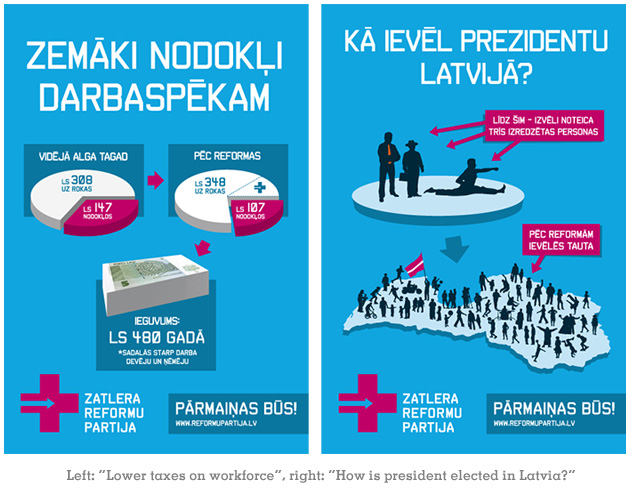 ZEMĀKI NODOKĻI
DARBASPĒKAM
VIDĒJĀ ALGA TAGAD
LS 308
UZ ROKAS
LS 147
NODOKĻOS
PĒC REFORMAS
LS 348
UZ ROKAS
LS 107
NODOKĻOS
IEGUVUMS:
LS 480 GADĀ
*SADALĀS STARP DARBA
DEVĒJU UN ŅĒMĒJU
ZATLERA
REFORMU
PARTIJA
PĀRMAIŅAS BŪS!
WWW.REFORMUPARTIJA.LV
KĀ IEVĒL PREZIDENTU
LATVIJĀ?
LĪDZ ŠIM - IZVĒLI NOTEICA
TRĪS IZREDZĒTAS PERSONAS
PĒC REFORMĀM
IEVĒLĒS TAUTA
ZATLERA
REFORMU
PARTIJA
PĀRMAIŅAS BŪS!
WWW.REFORMUPARTIJA.LV
Left: "Lower taxes on workforce", right: "How is president elected in Latvia?"